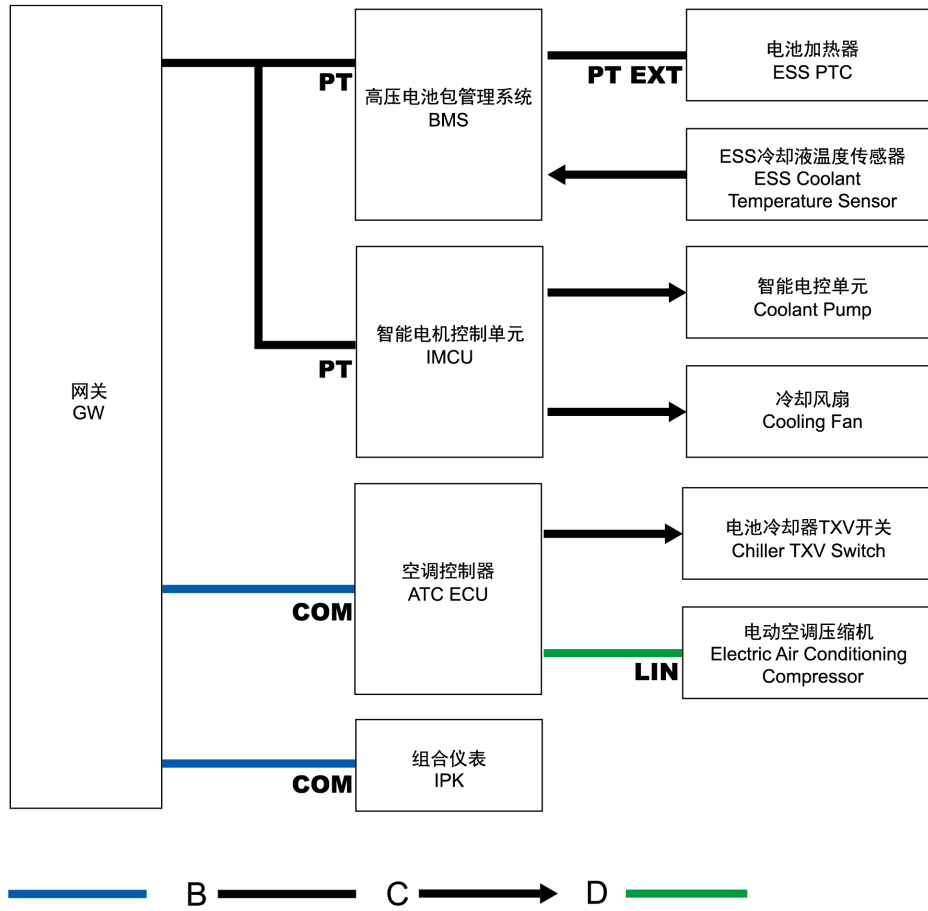 网关
GW
PT
高压电池包管理系统
BMS
PT EXT
电池加热器
ESS PTC
ESS冷却液温度传感器
ESS Coolant
Temperature Sensor
PT
智能电机控制单元
IMCU
智能电控单元
Coolant Pump
冷却风扇
Cooling Fan
COM
空调控制器
ATC ECU
电池冷却器TXV开关
Chiller TXV Switch
LIN
电动空调压缩机
Electric Air Conditioning
Compressor
COM
组合仪表
IPK
B C D